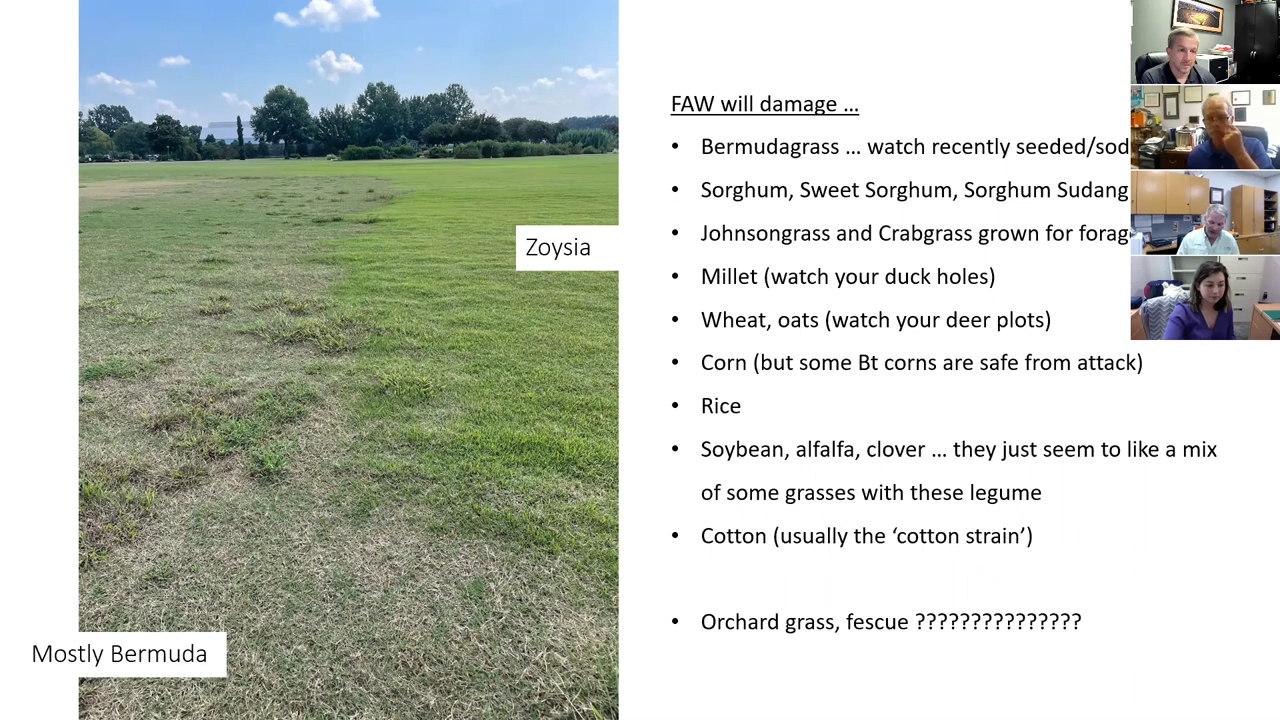 FAW will damage …
• Bermudagrass … watch recently seeded/sod
• Sorghum, Sweet Sorghum, Sorghum Sudang
• Johnsongrass and Crabgrass grown for forag
• Millet (watch your duck holes)
• Wheat, oats (watch your deer plots)
• Corn (but some Bt corns are safe from attack)
• Rice
• Soybean, alfalfa, clover … they just seem to like a mix
of some grasses with these legume
• Cotton (usually the ‘cotton strain’)
• Orchard grass, fescue ???????????????
Zoysia
Mostly Bermuda